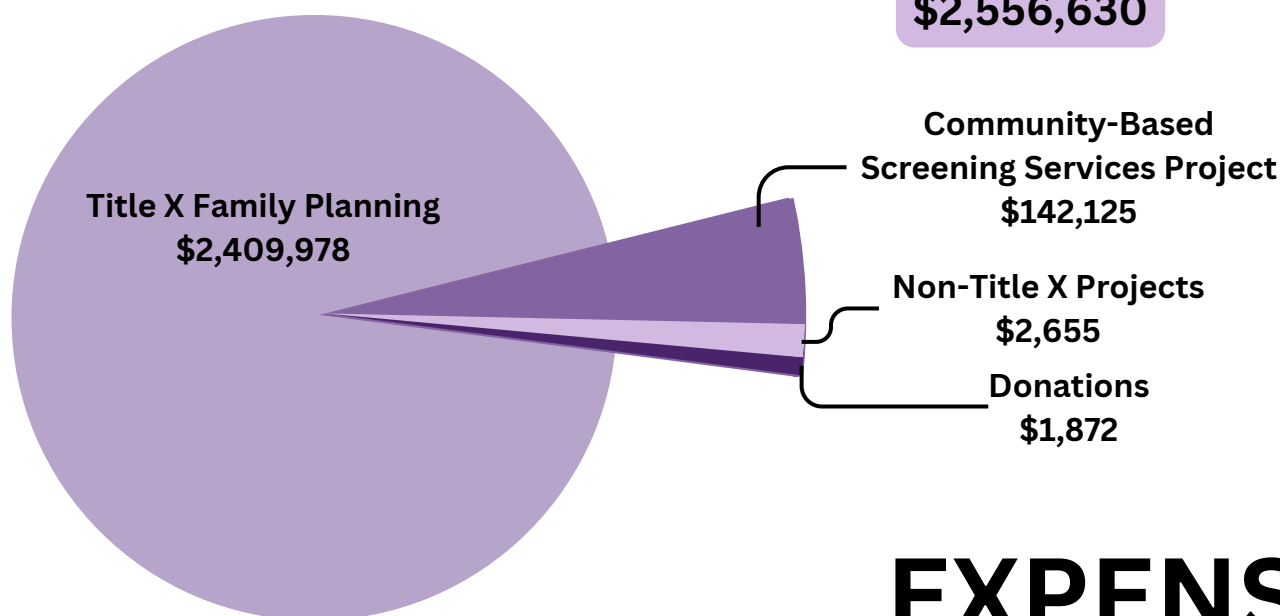 $2,556,630
Community-Based
Screening Services Project
$142,125
Title X Family Planning
$2,409,978
Non-Title X Projects
$2,655
Donations
$1,872
EXPENS